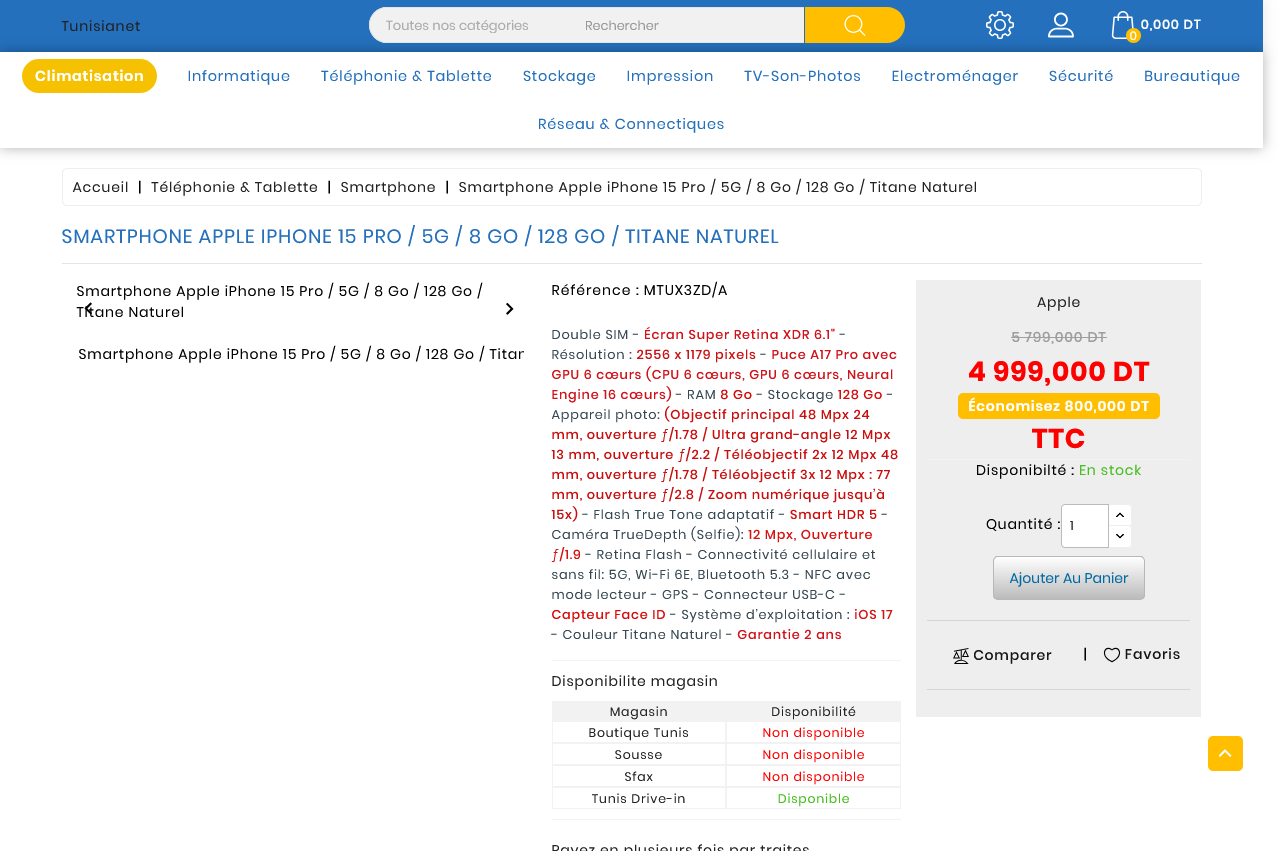 Tunisianet
Toutes nos catégories
Rechercher
0
0,000 DT
Climatisation
Informatique
Téléphonie & Tablette
Stockage
Impression
TV-Son-Photos
Electroménager
Sécurité
Bureautique
Réseau & Connectiques
Accueil | Téléphonie & Tablette | Smartphone | Smartphone Apple iPhone 15 Pro / 5G / 8 Go / 128 Go / Titane Naturel
SMARTPHONE APPLE IPHONE 15 PRO / 5G / 8 GO / 128 GO / TITANE NATUREL
Smartphone Apple iPhone 15 Pro / 5G / 8 Go / 128 Go /
Titane Naturel
Smartphone Apple iPhone 15 Pro / 5G / 8 Go / 128 Go / Titan
Référence : MTUX3ZD/A
Double SIM - Écran Super Retina XDR 6.1" -
Résolution : 2556 x 1179 pixels - Puce A17 Pro avec
GPU 6 cœurs (CPU 6 cœurs, GPU 6 cœurs, Neural
Engine 16 cœurs) - RAM 8 Go - Stockage 128 Go -
Appareil photo: (Objectif principal 48 Mpx 24
mm, ouverture ƒ/1.78 / Ultra grand-angle 12 Mpx
13 mm, ouverture ƒ/2.2 / Téléobjectif 2x 12 Mpx 48
mm, ouverture ƒ/1.78 / Téléobjectif 3x 12 Mpx : 77
mm, ouverture ƒ/2.8 / Zoom numérique jusqu'à
15x) - Flash True Tone adaptatif - Smart HDR 5 -
Caméra TrueDepth (Selfie): 12 Mpx, Ouverture
ƒ/1.9 - Retina Flash - Connectivité cellulaire et
sans fil: 5G, Wi-Fi 6E, Bluetooth 5.3 - NFC avec
mode lecteur - GPS - Connecteur USB-C -
Capteur Face ID - Système d'exploitation : iOS 17
- Couleur Titane Naturel - Garantie 2 ans
Disponibilite magasin
Magasin Disponibilité
Boutique Tunis Non disponible
Sousse Non disponible
Sfax Non disponible
Tunis Drive-in Disponible
Payez en plusieurs fois par traites
Apple
5 799,000 DT
4 999,000 DT
Économisez 800,000 DT
TTC
Disponibilté : En stock
Quantité : 1
Ajouter Au Panier
Comparer | Favoris